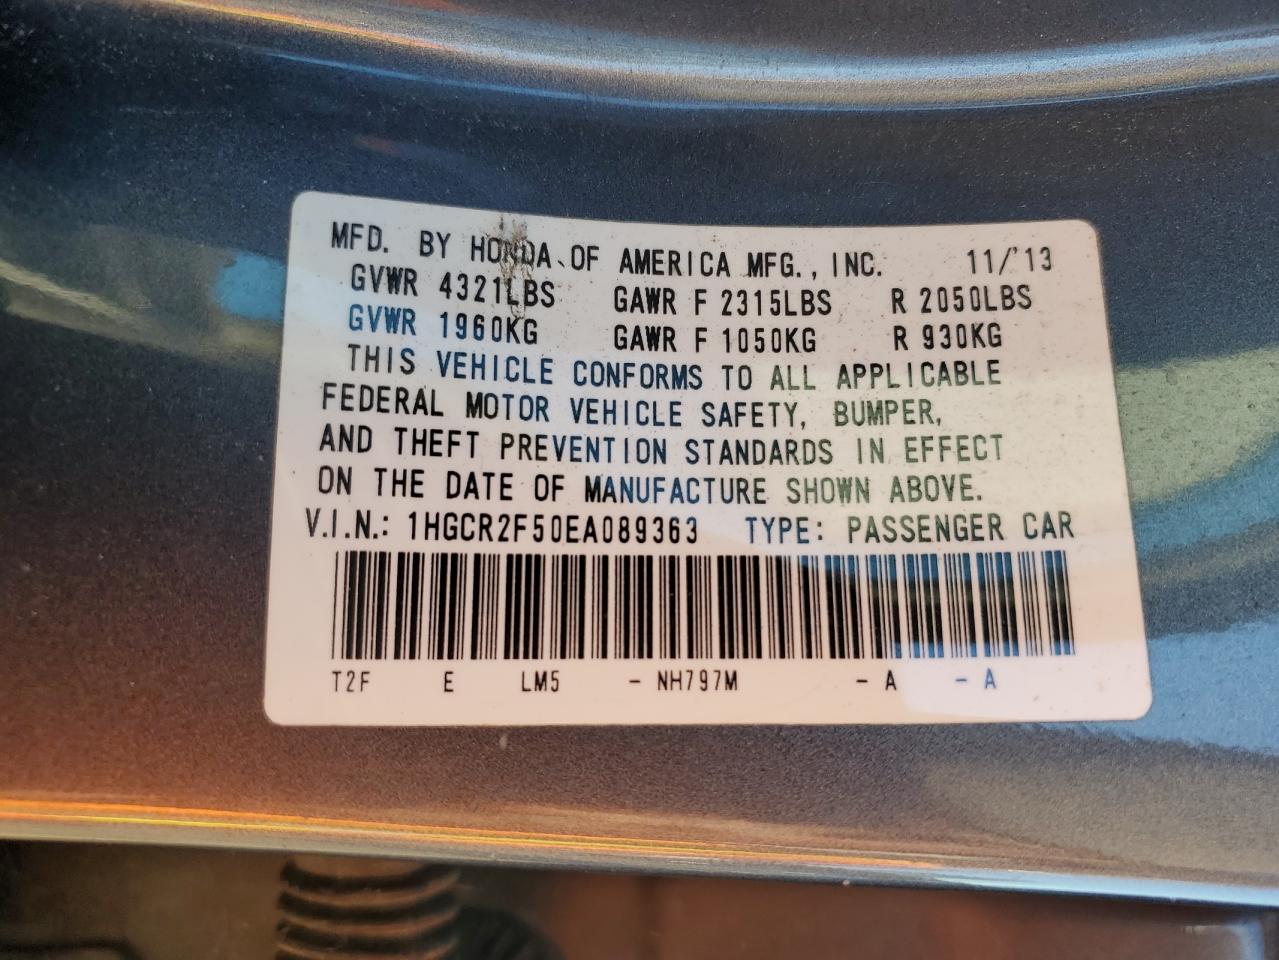 MFD. BY HONDA OF AMERICA MFG., INC. 11/'13
GVWR 4321LBS GAWR F 2315LBS R 2050LBS
GVWR 1960KG GAWR F 1050KG R 930KG
THIS VEHICLE CONFORMS TO ALL APPLICABLE
FEDERAL MOTOR VEHICLE SAFETY, BUMPER,
AND THEFT PREVENTION STANDARDS IN EFFECT
ON THE DATE OF MANUFACTURE SHOWN ABOVE.
V.I.N.: 1HGCR2F50EA089363 TYPE: PASSENGER CAR
T2F E LM5 - NH797M - A - A